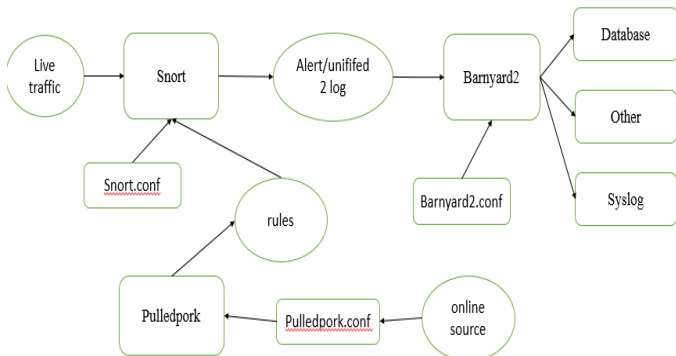 Live
traffic
Snort
Alert/unififed
2 log
Barnyard2
Database
Other
Syslog
Snort.conf
Barnyard2.conf
rules
Pulledpork
Pulledpork.conf
online
source